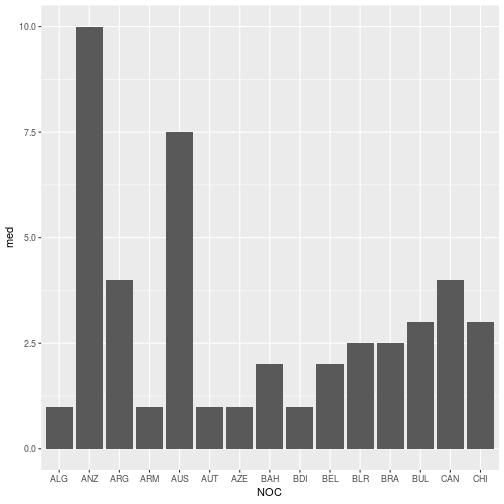 10.0
7.5
5.0
2.5
0.0
med
ALG ANZ ARG ARM AUS AUT AZE BAH BDI BEL BLR BRA BUL CAN CHI
NOC